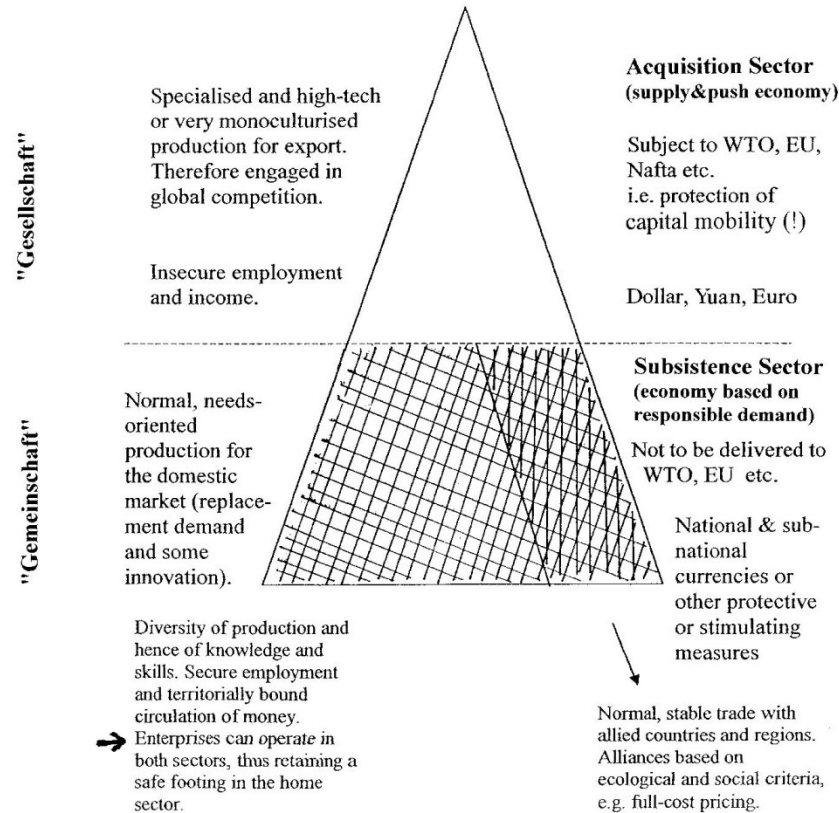 "Gesellschaft"
Specialised and high-tech
or very monoculturised
production for export.
Therefore engaged in
global competition.
Insecure employment
and income.
Acquisition Sector
(supply&push economy)
Subject to WTO, EU,
Nafta etc.
i.e. protection of
capital mobility (!)
Dollar, Yuan, Euro
"Gemeinschaft"
Normal, needs-
oriented
production for
the domestic
market (replace-
ment demand
and some
innovation).
Subsistence Sector
(economy based on
responsible demand)
Not to be delivered to
WTO, EU etc.
National & sub-
national
currencies or
other protective
or stimulating
measures
Diversity of production and
hence of knowledge and
skills. Secure employment
and territorially bound
circulation of money.
Enterprises can operate in
both sectors, thus retaining a
safe footing in the home
sector.
Normal, stable trade with
allied countries and regions.
Alliances based on
ecological and social criteria,
e.g. full-cost pricing.